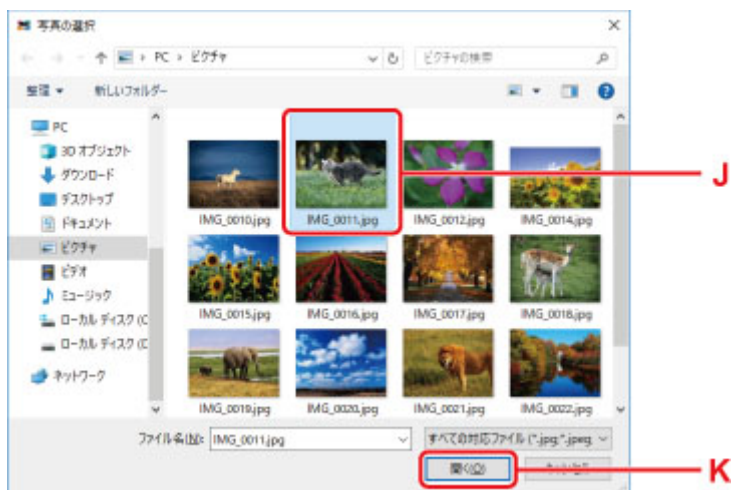 写真の選択
PC > ピクチャ
ピクチャの検索
整理 新しいフォルダー
PC
3D オブジェクト
ダウンロード
デスクトップ
ドキュメント
ピクチャ
ビデオ
ミュージック
ローカル ディスク (C
ローカル ディスク (D
ネットワーク
IMG_0010.jpg IMG_0011.jpg IMG_0012.jpg IMG_0014.jpg
J
IMG_0015.jpg IMG_0016.jpg IMG_0017.jpg IMG_0018.jpg
IMG_0019.jpg IMG_0020.jpg IMG_0021.jpg IMG_0022.jpg
ファイル名(N): IMG_0011.jpg すべての対応ファイル (*.jpg;*.jpeg;
開く(O) キャンセル
K